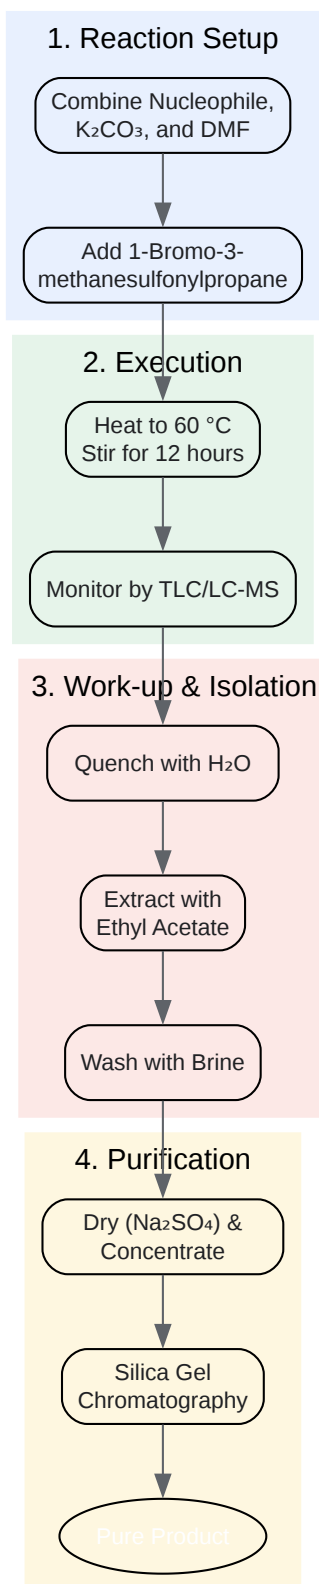 1. Reaction Setup
Combine Nucleophile,
K₂CO₃, and DMF
Add 1-Bromo-3-
methanesulfonylpropane
2. Execution
Heat to 60 °C
Stir for 12 hours
Monitor by TLC/LC-MS
3. Work-up & Isolation
Quench with H₂O
Extract with
Ethyl Acetate
Wash with Brine
4. Purification
Dry (Na₂SO₄) &
Concentrate
Silica Gel
Chromatography
Pure Product